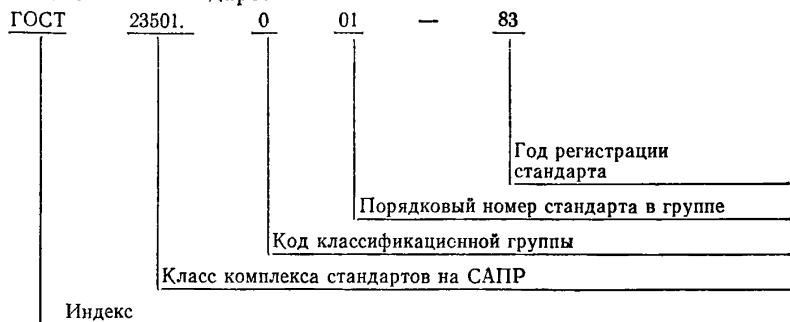 ГОСТ 23501. 0 01 — 83
Год регистрации
стандарта
Порядковый номер стандарта в группе
Код классификационной группы
Класс комплекса стандартов на САПР
Индекс